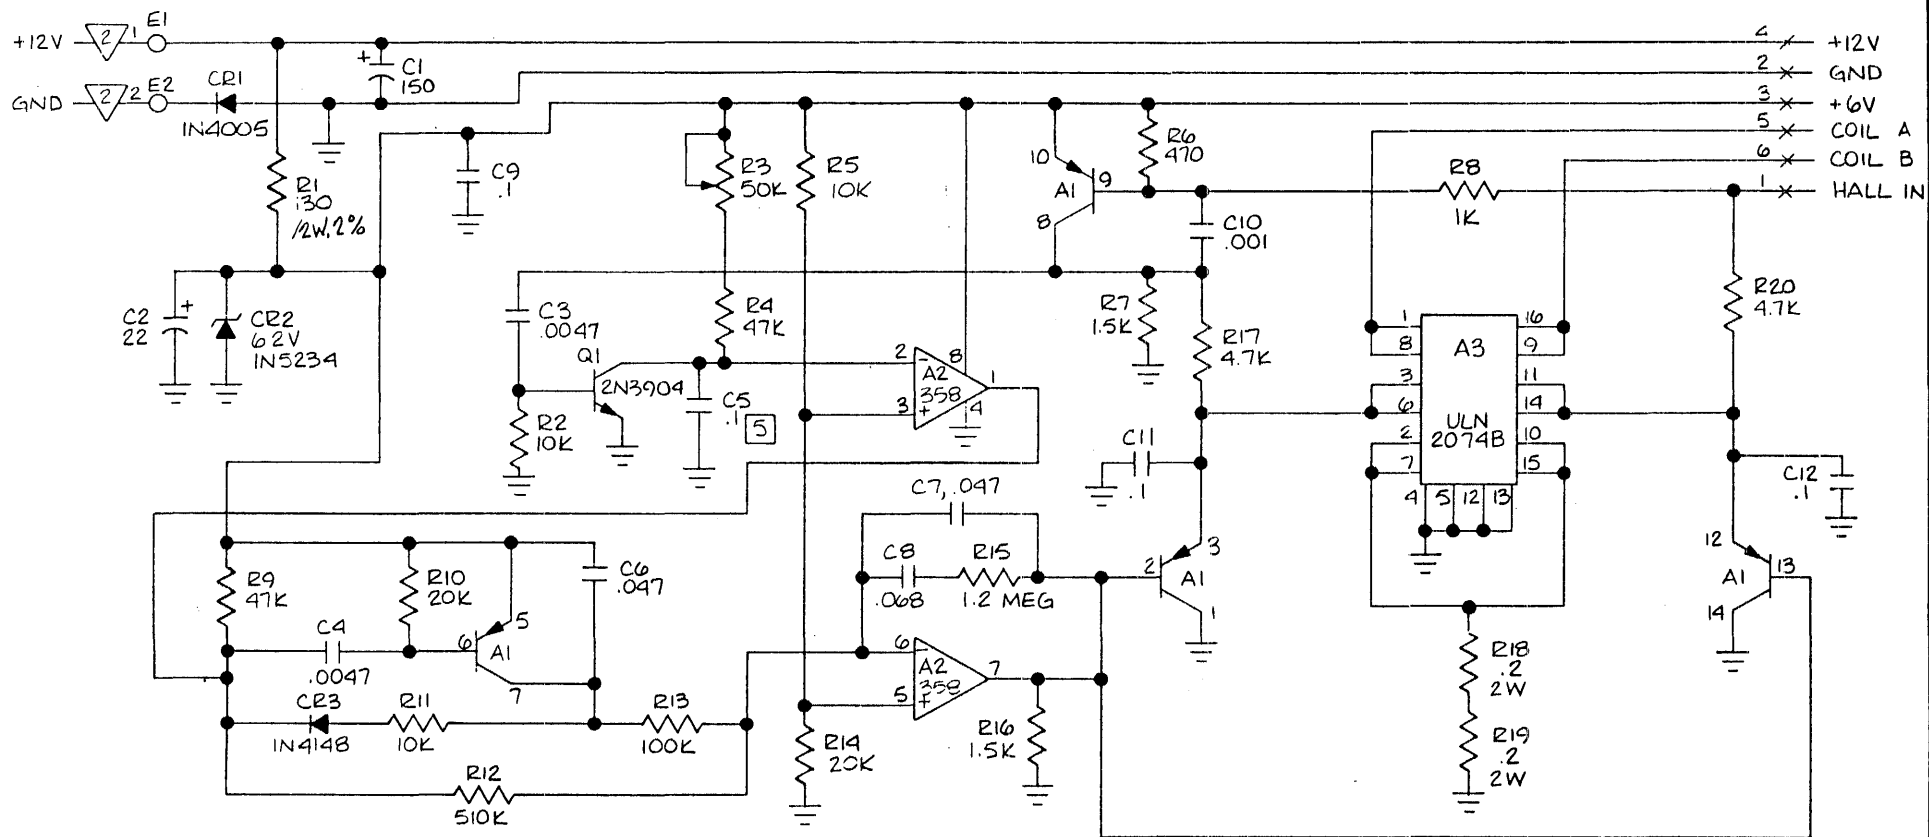 +12V 2 1 E1
GND 2 2 E2
CR1
1N4005
+ C1
150
4 +12V
2 GND
3 +6V
5 COIL A
6 COIL B
1 HALL IN
R1
130
/2W, 2%
C9
.1
R3
50K
R5
10K
10
A1
9
8
R6
470
C10
.001
R8
1K
C2
22
+
CR2
6 2V
1N5234
C3
.0047
R4
47K
R7
1.5K
R17
4.7K
R20
4.7K
Q1
2N3904
R2
10K
C5
.1
5
2 - 8
A2
358
3 + 4
1
1
8
3
6
2
7
4 5 12 13
A3
ULN
2074B
16
9
11
14
10
15
C11
.1
C12
.1
C7, .047
C8
.068
R15
1.2 MEG
2
3
A1
1
12
A1
13
14
R9
47K
R10
20K
C6
.047
C4
.0047
6
5
A1
7
CR3
1N4148
R11
10K
R13
100K
R12
510K
6 -
A2
358
5 +
7
R14
20K
R16
1.5K
R18
.2
2W
R19
.2
2W